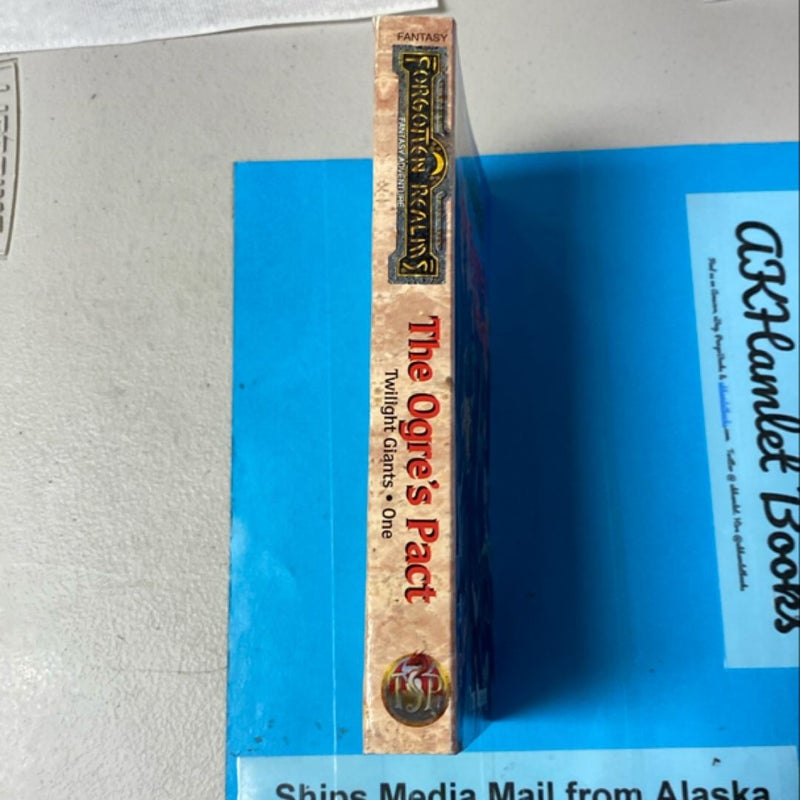 FANTASY
FORGOTTEN REALMS
FANTASY ADVENTURE
The Ogre's Pact
Twilight Giants • One
TSR
AKHamlet Books
Ships Media Mail from Alaska